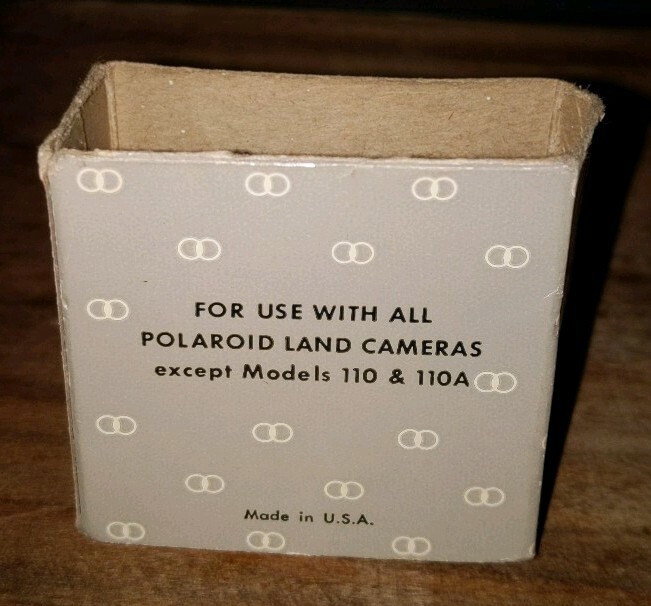 FOR USE WITH ALL
POLAROID LAND CAMERAS
except Models 110 & 110A
Made in U.S.A.